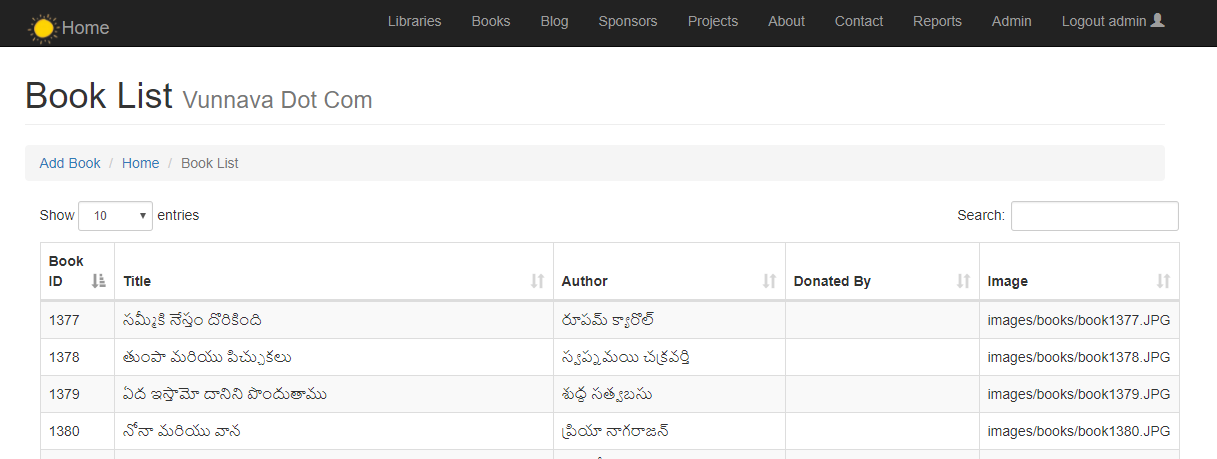 Home Libraries Books Blog Sponsors Projects About Contact Reports Admin Logout admin
Book List Vunnava Dot Com
Add Book / Home / Book List
Show 10 entries Search:
Book ID Title Author Donated By Image
1377 సమ్మీకి నేస్తం దొరికింది రూపమ్ క్యారొల్ images/books/book1377.JPG
1378 తుంపా మరియు పిచ్చుకలు స్వప్నమయి చక్రవర్తి images/books/book1378.JPG
1379 ఏద ఇస్తామో దానిని పొందుతాము శుద్ధ సత్వబసు images/books/book1379.JPG
1380 నోనా మరియు వాన ప్రియా నాగరాజన్ images/books/book1380.JPG